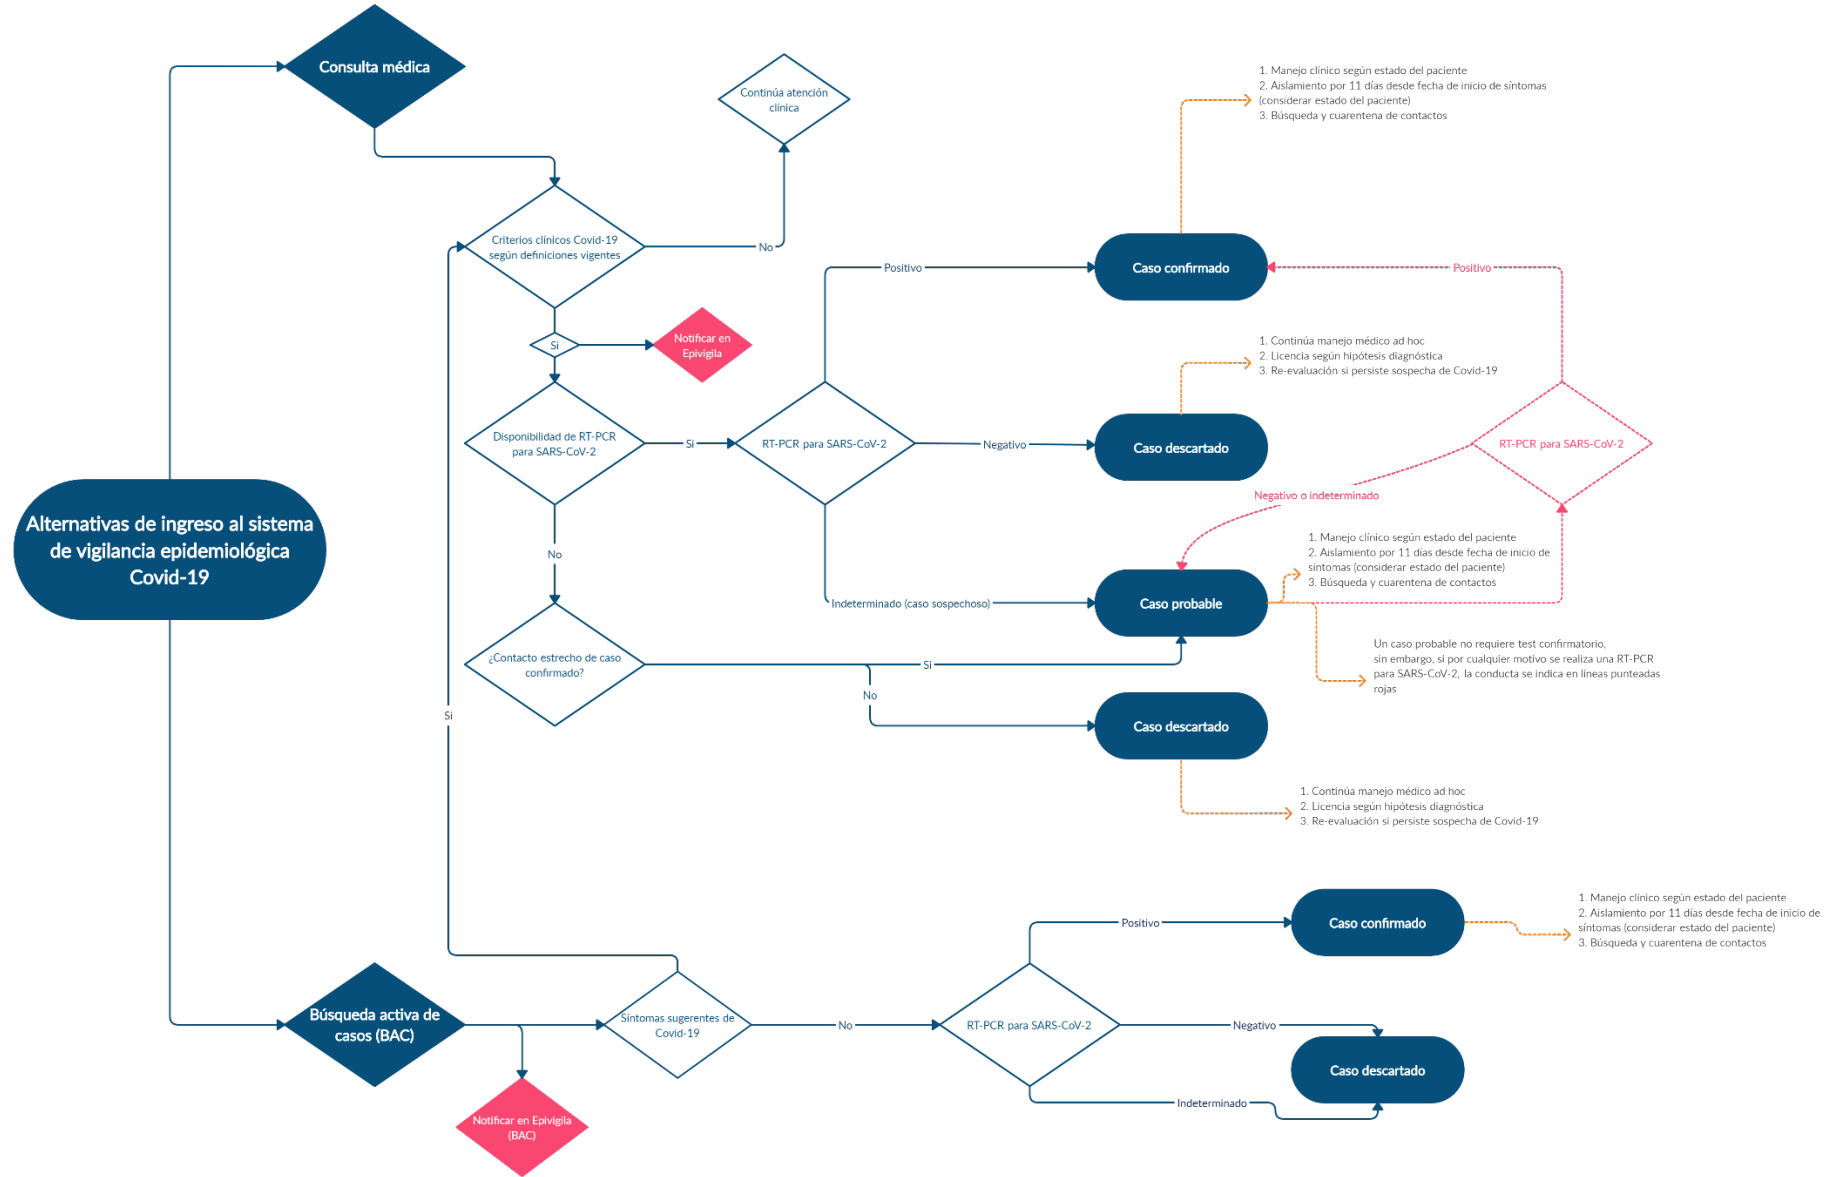 Consulta médica
Continúa atención
clínica
1. Manejo clínico según estado del paciente
2. Aislamiento por 11 días desde fecha de inicio de síntomas
(considerar estado del paciente)
3. Búsqueda y cuarentena de contactos
Criterios clínicos Covid-19
según definiciones vigentes
No
Positivo
Caso confirmado
Positivo
Si
Notificar en
Epivigila
1. Continúa manejo médico ad hoc
2. Licencia según hipótesis diagnóstica
3. Re-evaluación si persiste sospecha de Covid-19
Disponibilidad de RT-PCR
para SARS-CoV-2
Si
RT-PCR para SARS-CoV-2
Negativo
Caso descartado
RT-PCR para SARS-CoV-2
Negativo o indeterminado
Alternativas de ingreso al sistema
de vigilancia epidemiológica
Covid-19
No
1. Manejo clínico según estado del paciente
2. Aislamiento por 11 días desde fecha de inicio de
síntomas (considerar estado del paciente)
3. Búsqueda y cuarentena de contactos
Indeterminado (caso sospechoso)
Caso probable
¿Contacto estrecho de caso
confirmado?
Si
No
Un caso probable no requiere test confirmatorio,
sin embargo, si por cualquier motivo se realiza una RT-PCR
para SARS-CoV-2, la conducta se indica en líneas punteadas
rojas
Si
Caso descartado
1. Continúa manejo médico ad hoc
2. Licencia según hipótesis diagnóstica
3. Re-evaluación si persiste sospecha de Covid-19
Positivo
Caso confirmado
1. Manejo clínico según estado del paciente
2. Aislamiento por 11 días desde fecha de inicio de
síntomas (considerar estado del paciente)
3. Búsqueda y cuarentena de contactos
Búsqueda activa de
casos (BAC)
Síntomas sugerentes de
Covid-19
No
RT-PCR para SARS-CoV-2
Negativo
Caso descartado
Indeterminado
Notificar en Epivigila
(BAC)